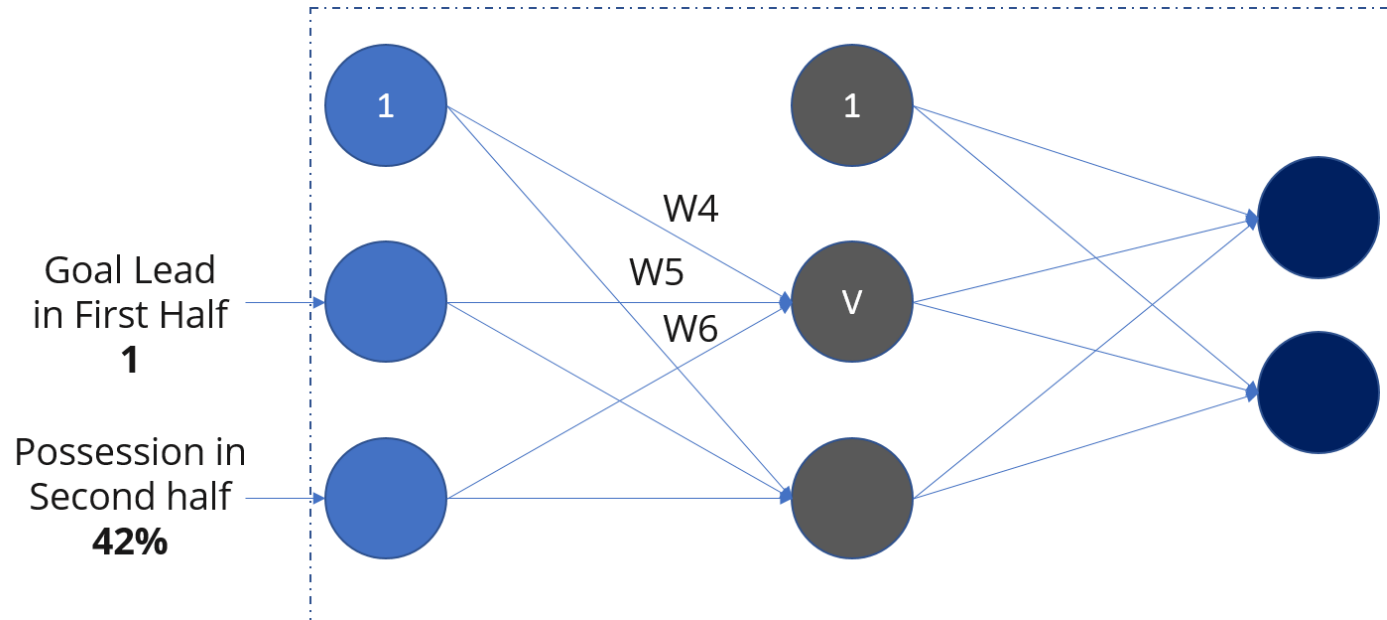 1
1
W4
W5
Goal Lead
in First Half
1
V
W6
Possession in
Second half
42%